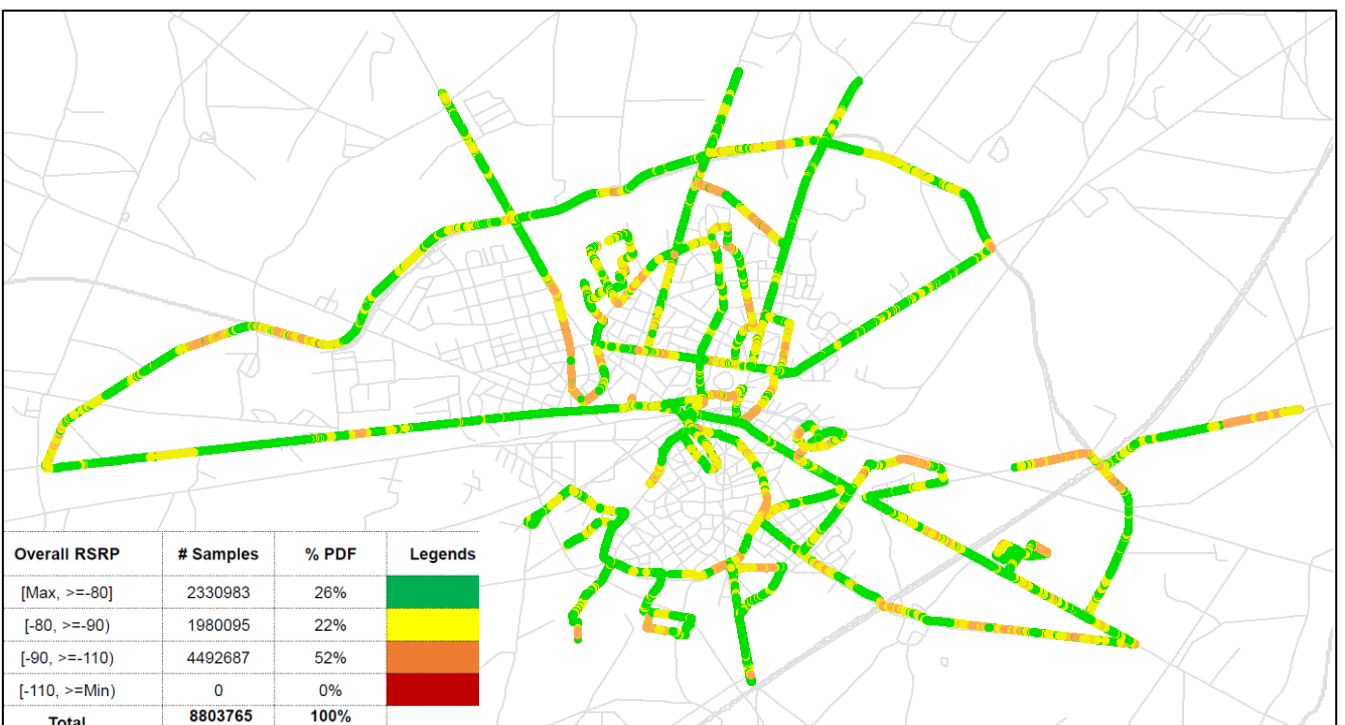 Overall RSRP # Samples % PDF Legends
[Max, >=-80] 2330983 26%
[-80, >=-90) 1980095 22%
[-90, >=-110) 4492687 52%
[-110, >=Min) 0 0%
Total 8803765 100%